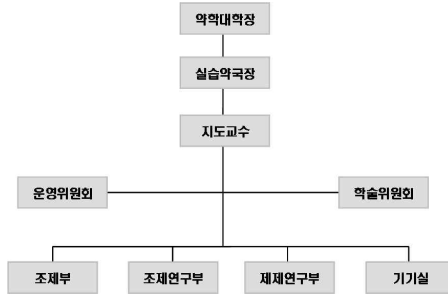 약학대학장
실습약국장
지도교수
운영위원회
학술위원회
조제부
조제연구부
제제연구부
기기실